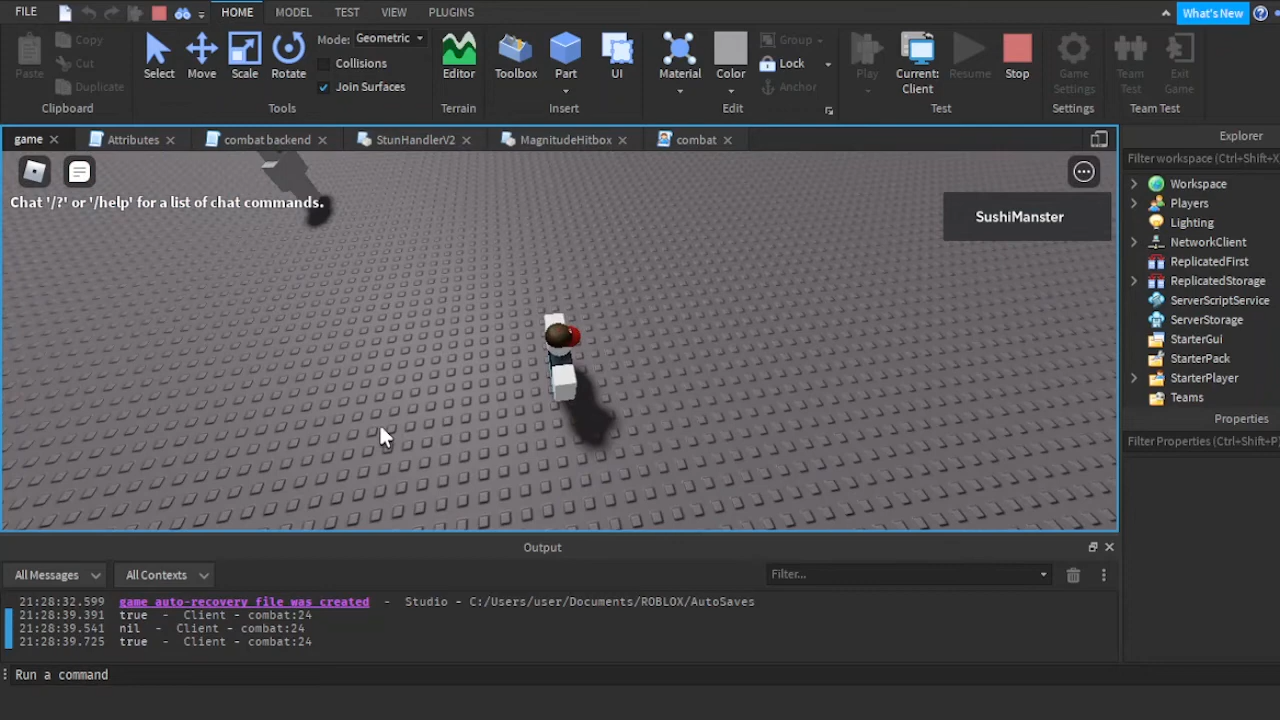 FILE HOME MODEL TEST VIEW PLUGINS What's New ?
Paste Copy Cut Duplicate Select Move Scale Rotate Mode: Geometric Collisions Join Surfaces Editor Toolbox Part UI Material Color Group Lock Anchor Play Current: Client Resume Stop Game Settings Team Test Exit Game
Clipboard Tools Terrain Insert Edit Test Settings Team Test
game Attributes combat backend StunHandlerV2 MagnitudeHitbox combat
Chat '/?' or '/help' for a list of chat commands.
SushiManster
Explorer
Filter workspace (Ctrl+Shift+X
Workspace
Players
Lighting
NetworkClient
ReplicatedFirst
ReplicatedStorage
ServerScriptService
ServerStorage
StarterGui
StarterPack
StarterPlayer
Teams
Properties
Filter Properties (Ctrl+Shift+P
Output
All Messages All Contexts Filter...
21:28:32.599 game auto-recovery file was created - Studio - C:/Users/user/Documents/ROBLOX/AutoSaves
21:28:39.391 true - Client - combat:24
21:28:39.541 nil - Client - combat:24
21:28:39.725 true - Client - combat:24
Run a command